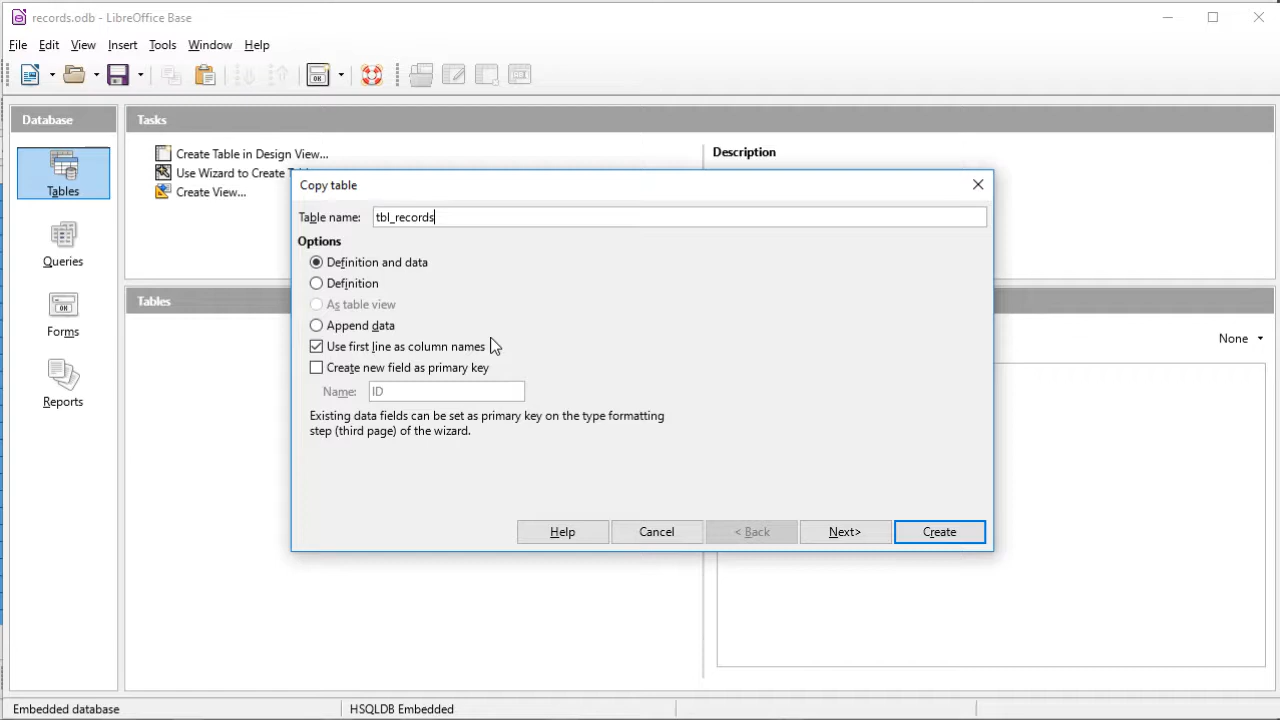 records.odb - LibreOffice Base
File Edit View Insert Tools Window Help
Database
Tables
Queries
Forms
Reports
Tasks
Create Table in Design View...
Use Wizard to Create
Create View...
Description
Tables
None
Copy table
Table name: tbl_records
Options
Definition and data
Definition
As table view
Append data
Use first line as column names
Create new field as primary key
Name: ID
Existing data fields can be set as primary key on the type formatting
step (third page) of the wizard.
Help Cancel < Back Next> Create
Embedded database HSQLDB Embedded